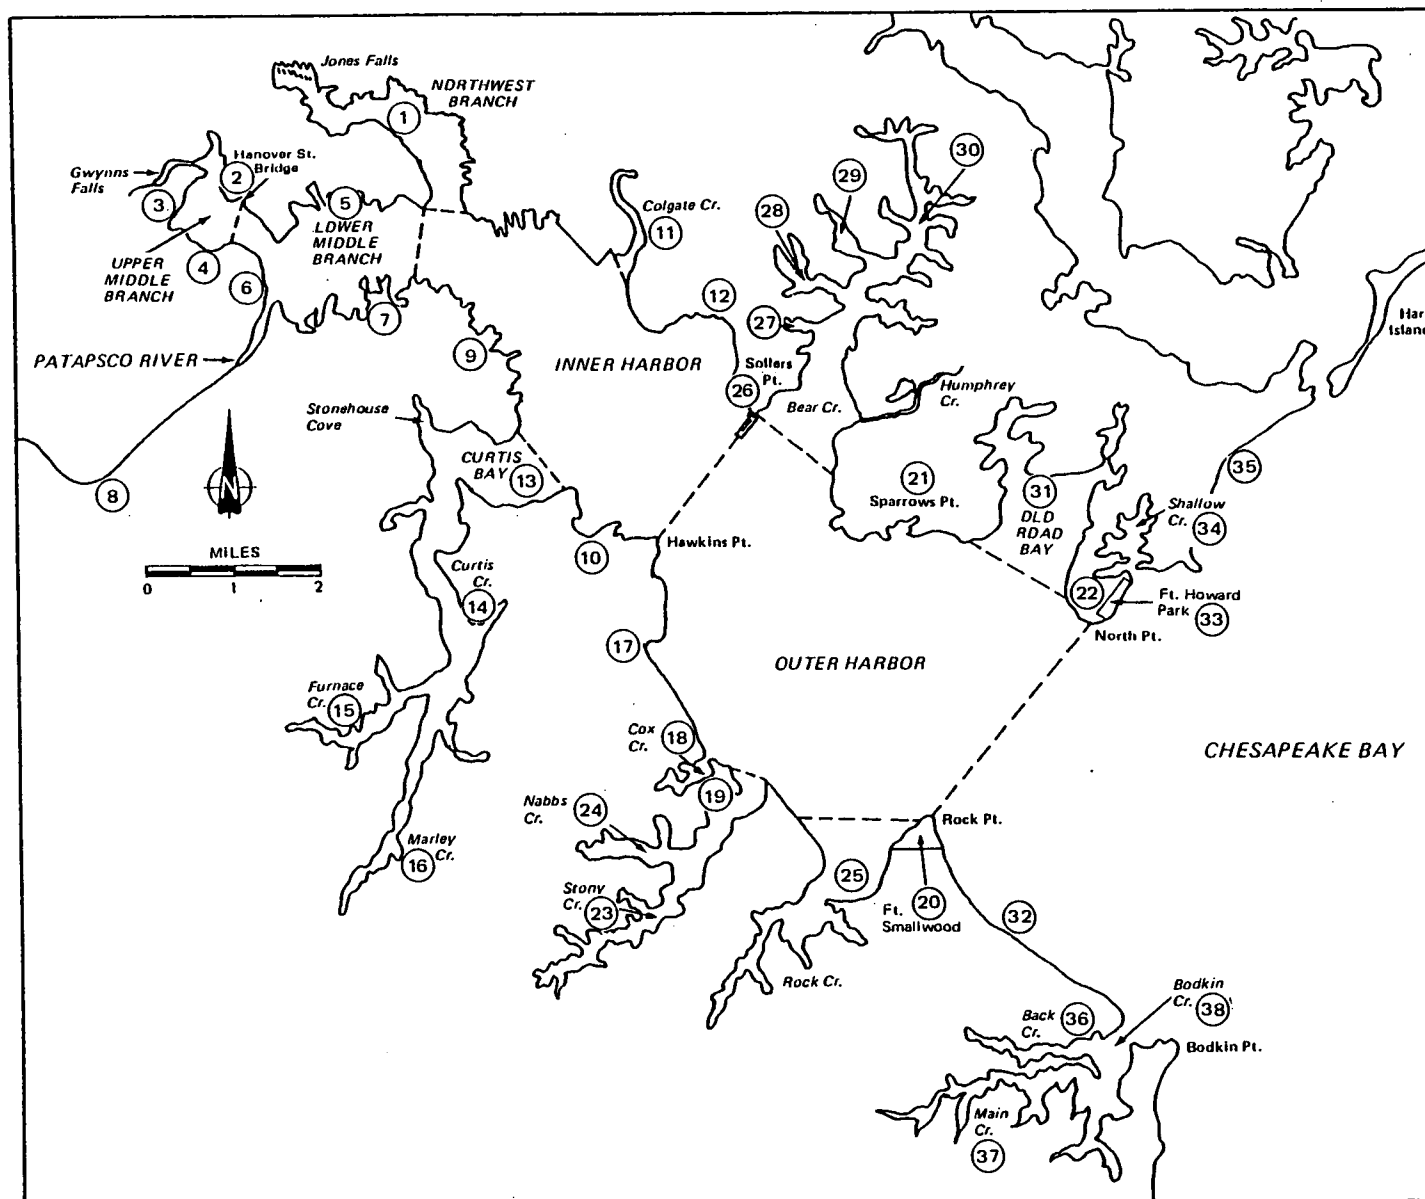 Jones Falls
NORTHWEST
BRANCH
1
Gwynns
Falls
Hanover St.
Bridge
2
3
5
LOWER
MIDDLE
BRANCH
4
UPPER
MIDDLE
BRANCH
6
7
PATAPSCO RIVER
8
9
Colgate Cr.
11
12
INNER HARBOR
26
Sollers
Pt.
27
28
29
30
Bear Cr.
Humphrey
Cr.
Har
Island
Stonehouse
Cove
N
MILES
0 1 2
CURTIS
BAY
13
10
Hawkins Pt.
21
Sparrows Pt.
31
DLD
RDAD
BAY
35
Shallow
Cr.
34
22
Ft. Howard
Park
33
North Pt.
Curtis
Cr.
14
17
OUTER HARBOR
Furnace
Cr.
15
Cox
Cr.
18
19
CHESAPEAKE BAY
Nabbs
Cr.
24
Marley
Cr.
16
Stony
Cr.
23
25
Rock Pt.
20
Ft.
Smallwood
32
Rock Cr.
Back
Cr.
36
Bodkin
Cr.
38
Bodkin Pt.
Main
Cr.
37